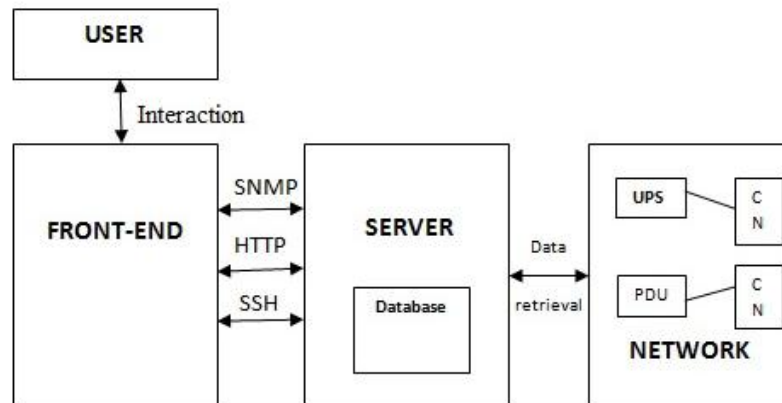 USER
Interaction
FRONT-END
SNMP
HTTP
SSH
SERVER
Database
Data
retrieval
UPS
C
N
PDU
C
N
NETWORK